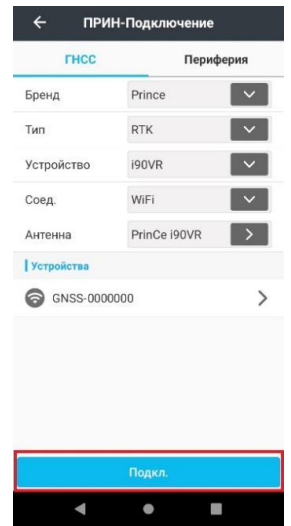 ПРИН-Подключение
ГНСС Периферия
Бренд Prince
Тип RTK
Устройство i90VR
Соед. WiFi
Антенна PrinCe i90VR
Устройства
GNSS-0000000
Подкл.